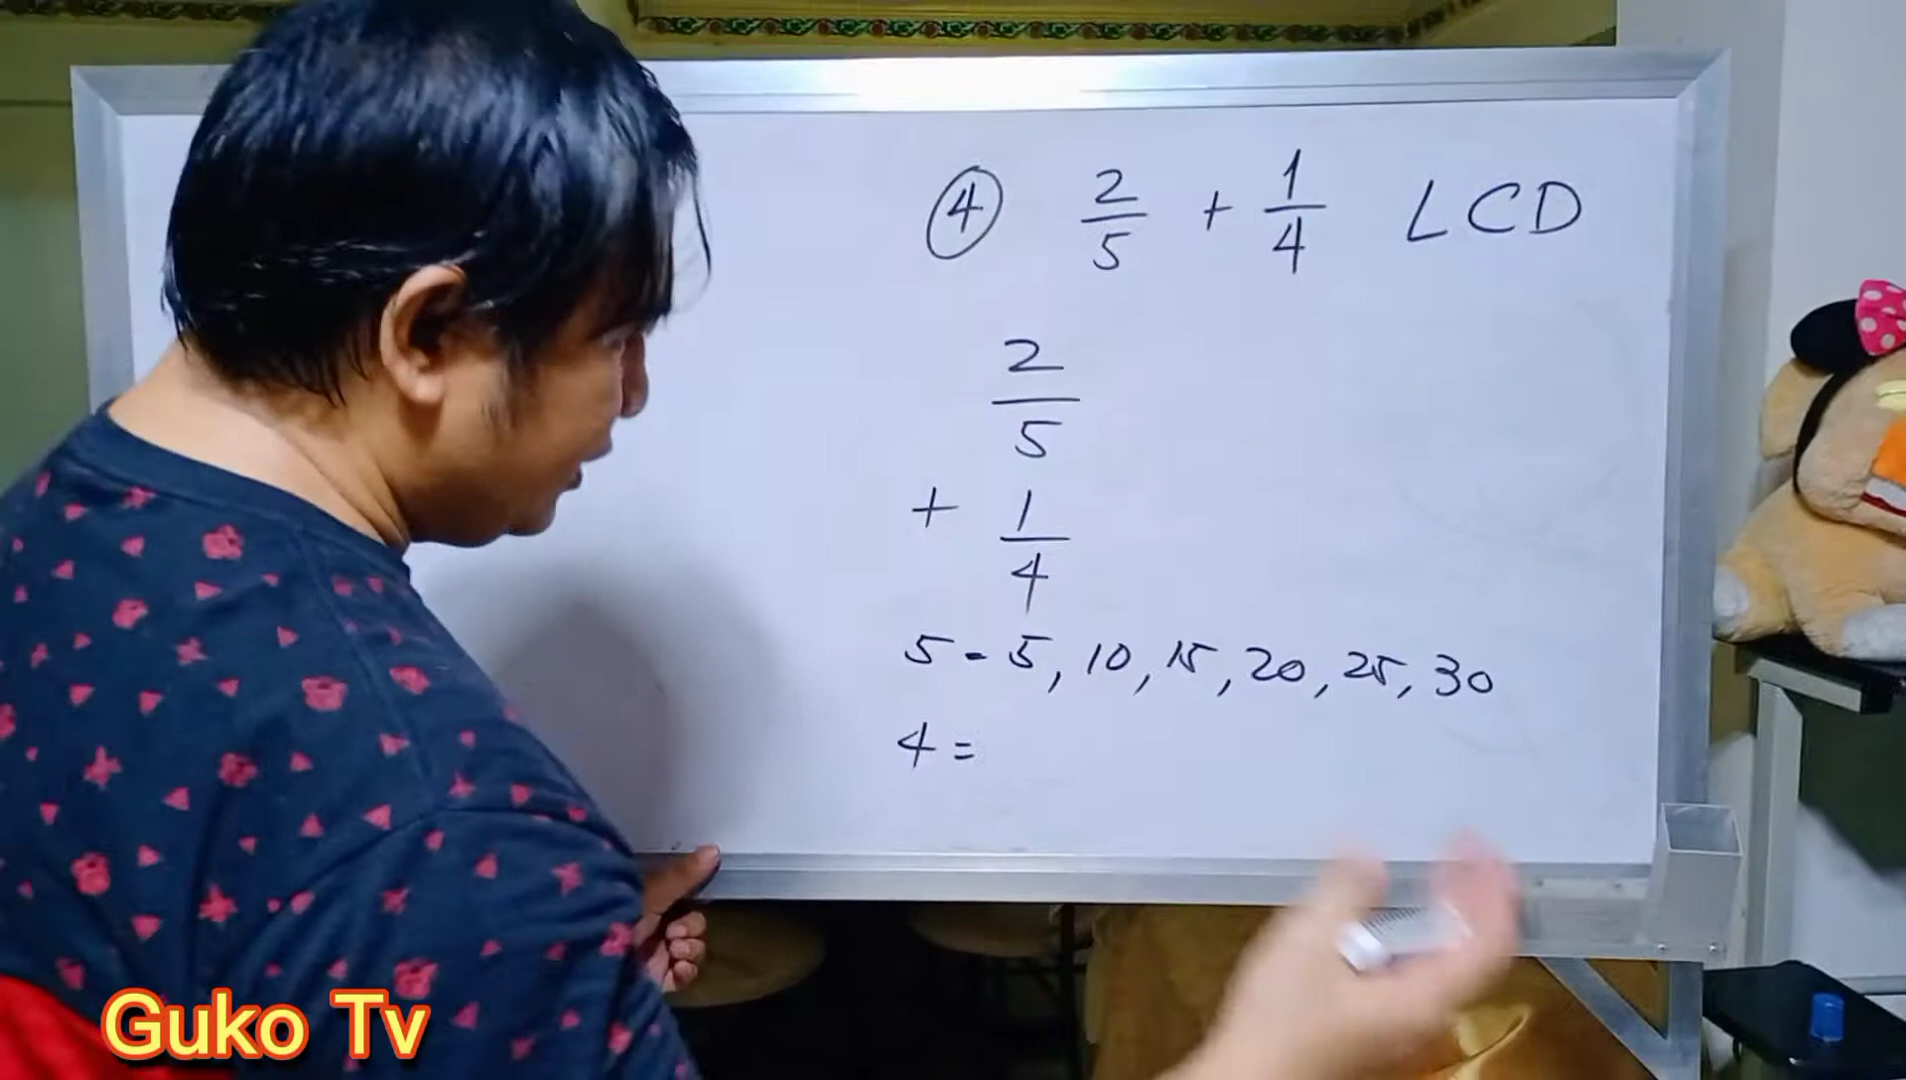 ④ 2/5 + 1/4 LCD
2/5
+ 1/4
5 - 5, 10, 15, 20, 25, 30
4 =
Guko Tv